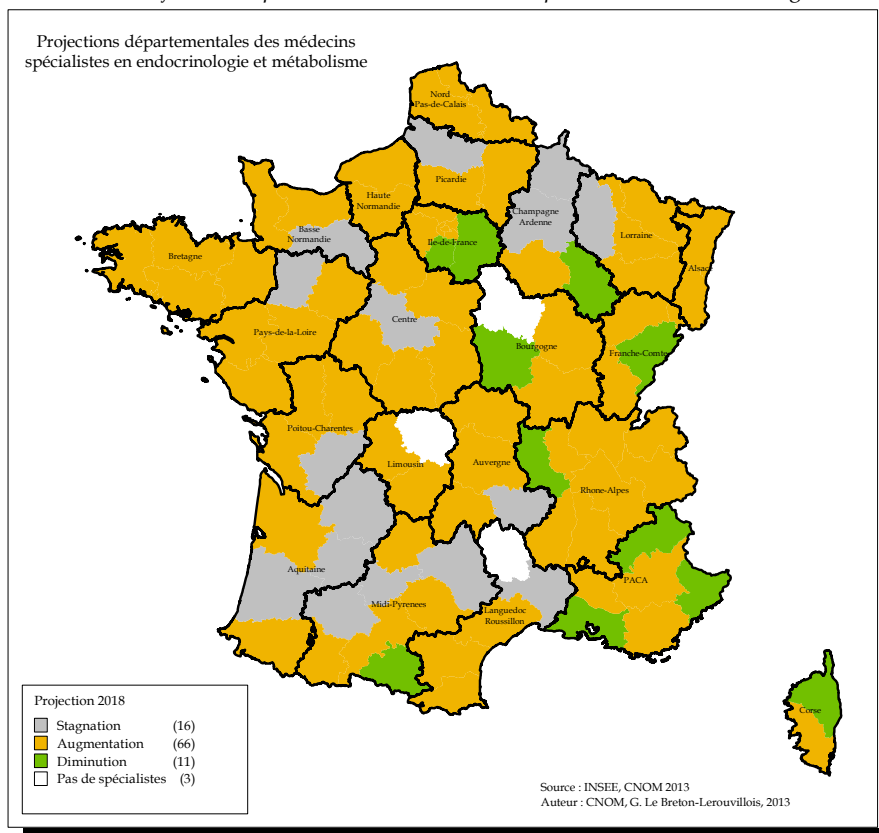 Projections départementales des médecins
spécialistes en endocrinologie et métabolisme
Nord
Pas-de-Calais
Picardie
Haute
Normandie
Champagne
Ardenne
Basse
Normandie
Ile-de-France
Lorraine
Alsace
Bretagne
Centre
Pays-de-la-Loire
Bourgogne
Franche-Comte
Poitou-Charentes
Limousin
Auvergne
Rhone-Alpes
Aquitaine
PACA
Midi-Pyrenees
Languedoc
Roussillon
Corse
Projection 2018
Stagnation (16)
Augmentation (66)
Diminution (11)
Pas de spécialistes (3)
Source : INSEE, CNOM 2013
Auteur : CNOM, G. Le Breton-Lerouvillois, 2013